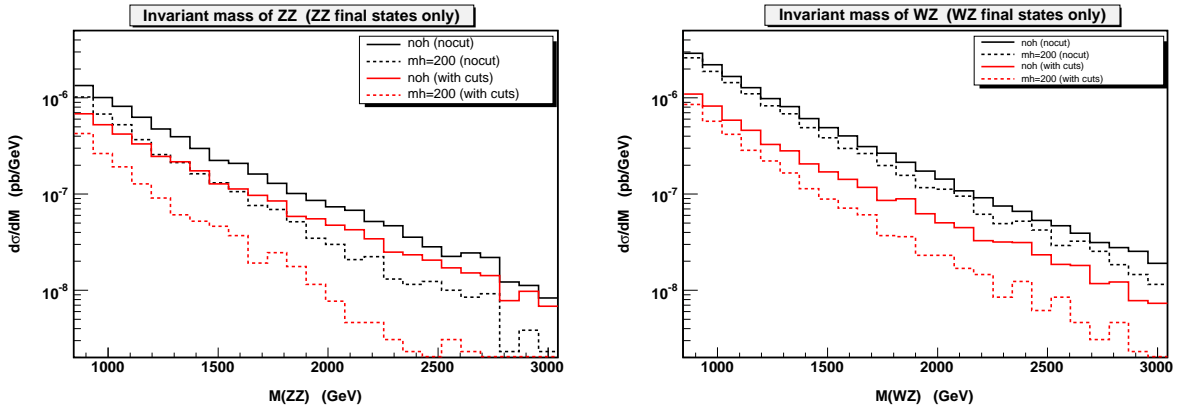 Invariant mass of ZZ (ZZ final states only)
noh (nocut)
mh=200 (nocut)
noh (with cuts)
mh=200 (with cuts)
dσ/dM (pb/GeV)
10^-6
10^-7
10^-8
1000 1500 2000 2500 3000
M(ZZ) (GeV)
Invariant mass of WZ (WZ final states only)
noh (nocut)
mh=200 (nocut)
noh (with cuts)
mh=200 (with cuts)
dσ/dM (pb/GeV)
10^-6
10^-7
10^-8
1000 1500 2000 2500 3000
M(WZ) (GeV)